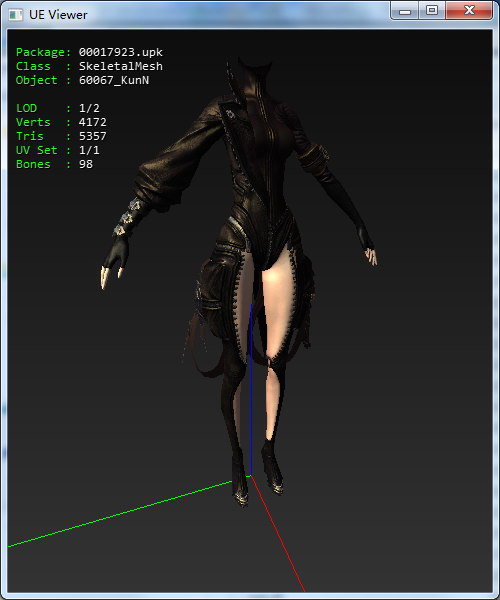 UE Viewer
Package: 00017923.upk
Class : SkeletalMesh
Object : 60067_KunN
LOD : 1/2
Verts : 4172
Tris : 5357
UV Set : 1/1
Bones : 98